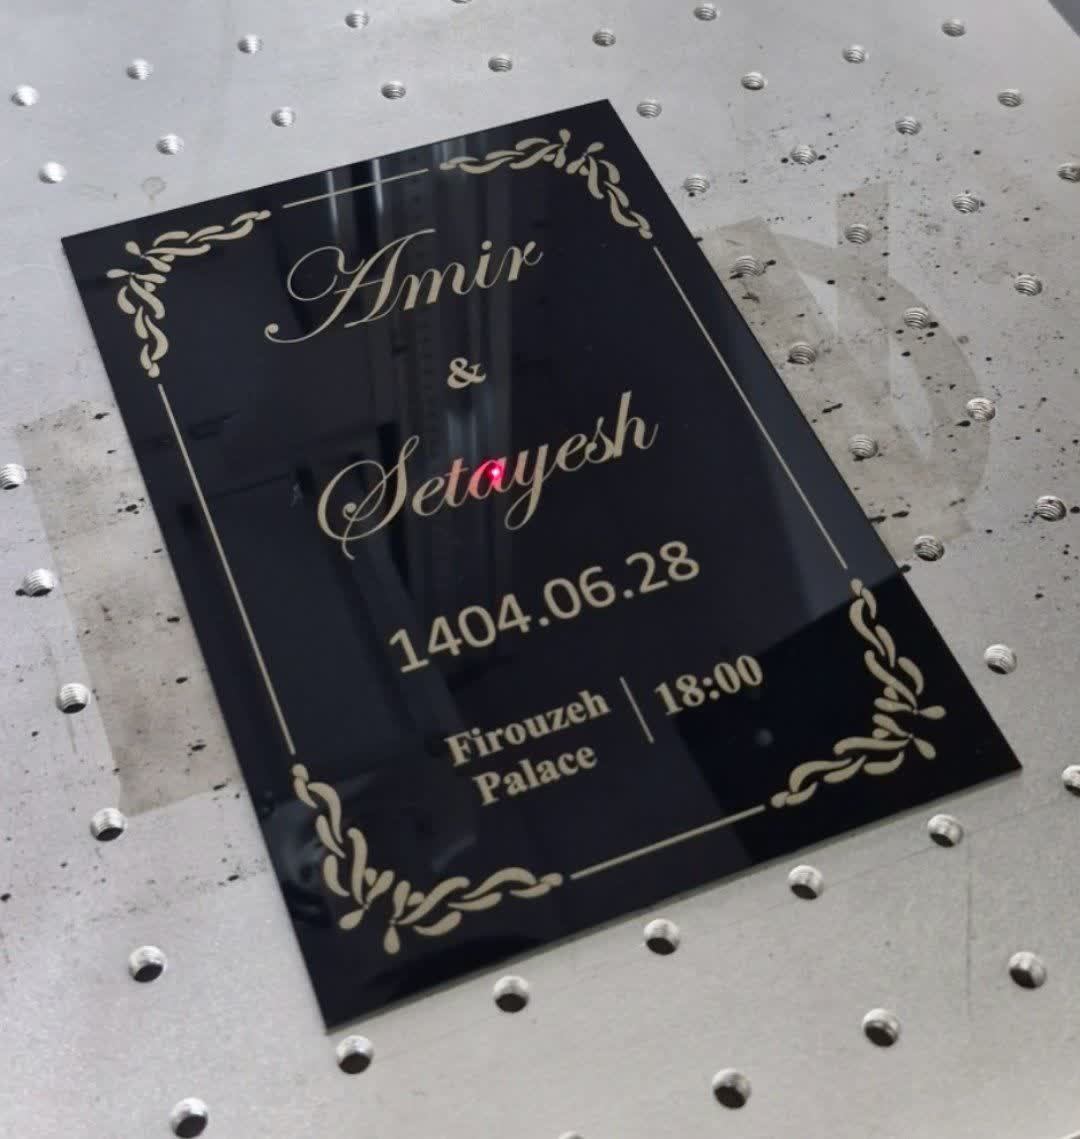 Amir
&
Setayesh
1404.06.28
Firouzeh | 18:00
Palace